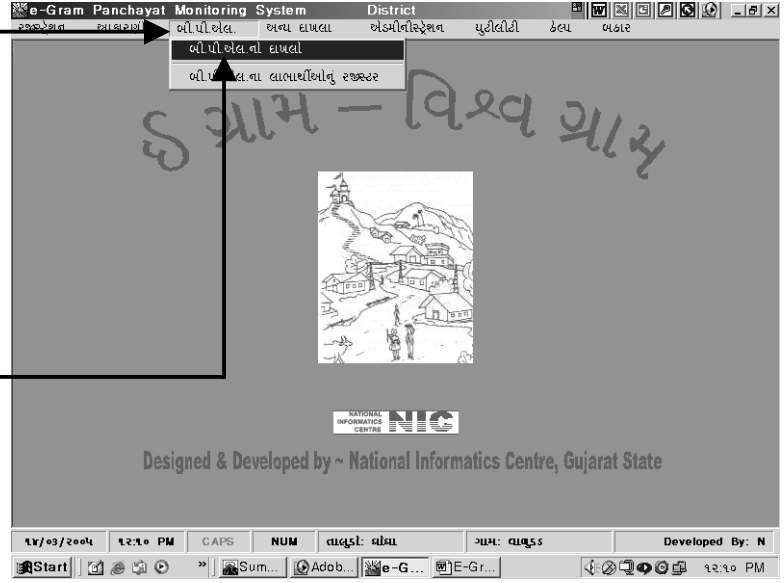 e-Gram Panchayat Monitoring System District
રજીસ્ટ્રેશન આકારણી બી.પી.એલ. અન્ય દાખલા એડમીનીસ્ટ્રેશન યુટીલીટી હેલ્પ બહાર
બી.પી.એલ.નો દાખલો
બી.પી.એલ.ના લાભાર્થીઓનું રજીસ્ટર
ઇ ગ્રામ – વિશ્વ ગ્રામ
NATIONAL
INFORMATICS
CENTRE
NIC
Designed & Developed by ~ National Informatics Centre, Gujarat State
૧૪/૦૩/૨૦૦૫ ૧૨:૧૦ PM CAPS NUM તાલુકો: ઘોઘા ગામ: વાળુકડ Developed By: N
Start » Sum... Adob... e-G... E-Gr... ૧૨:૧૦ PM